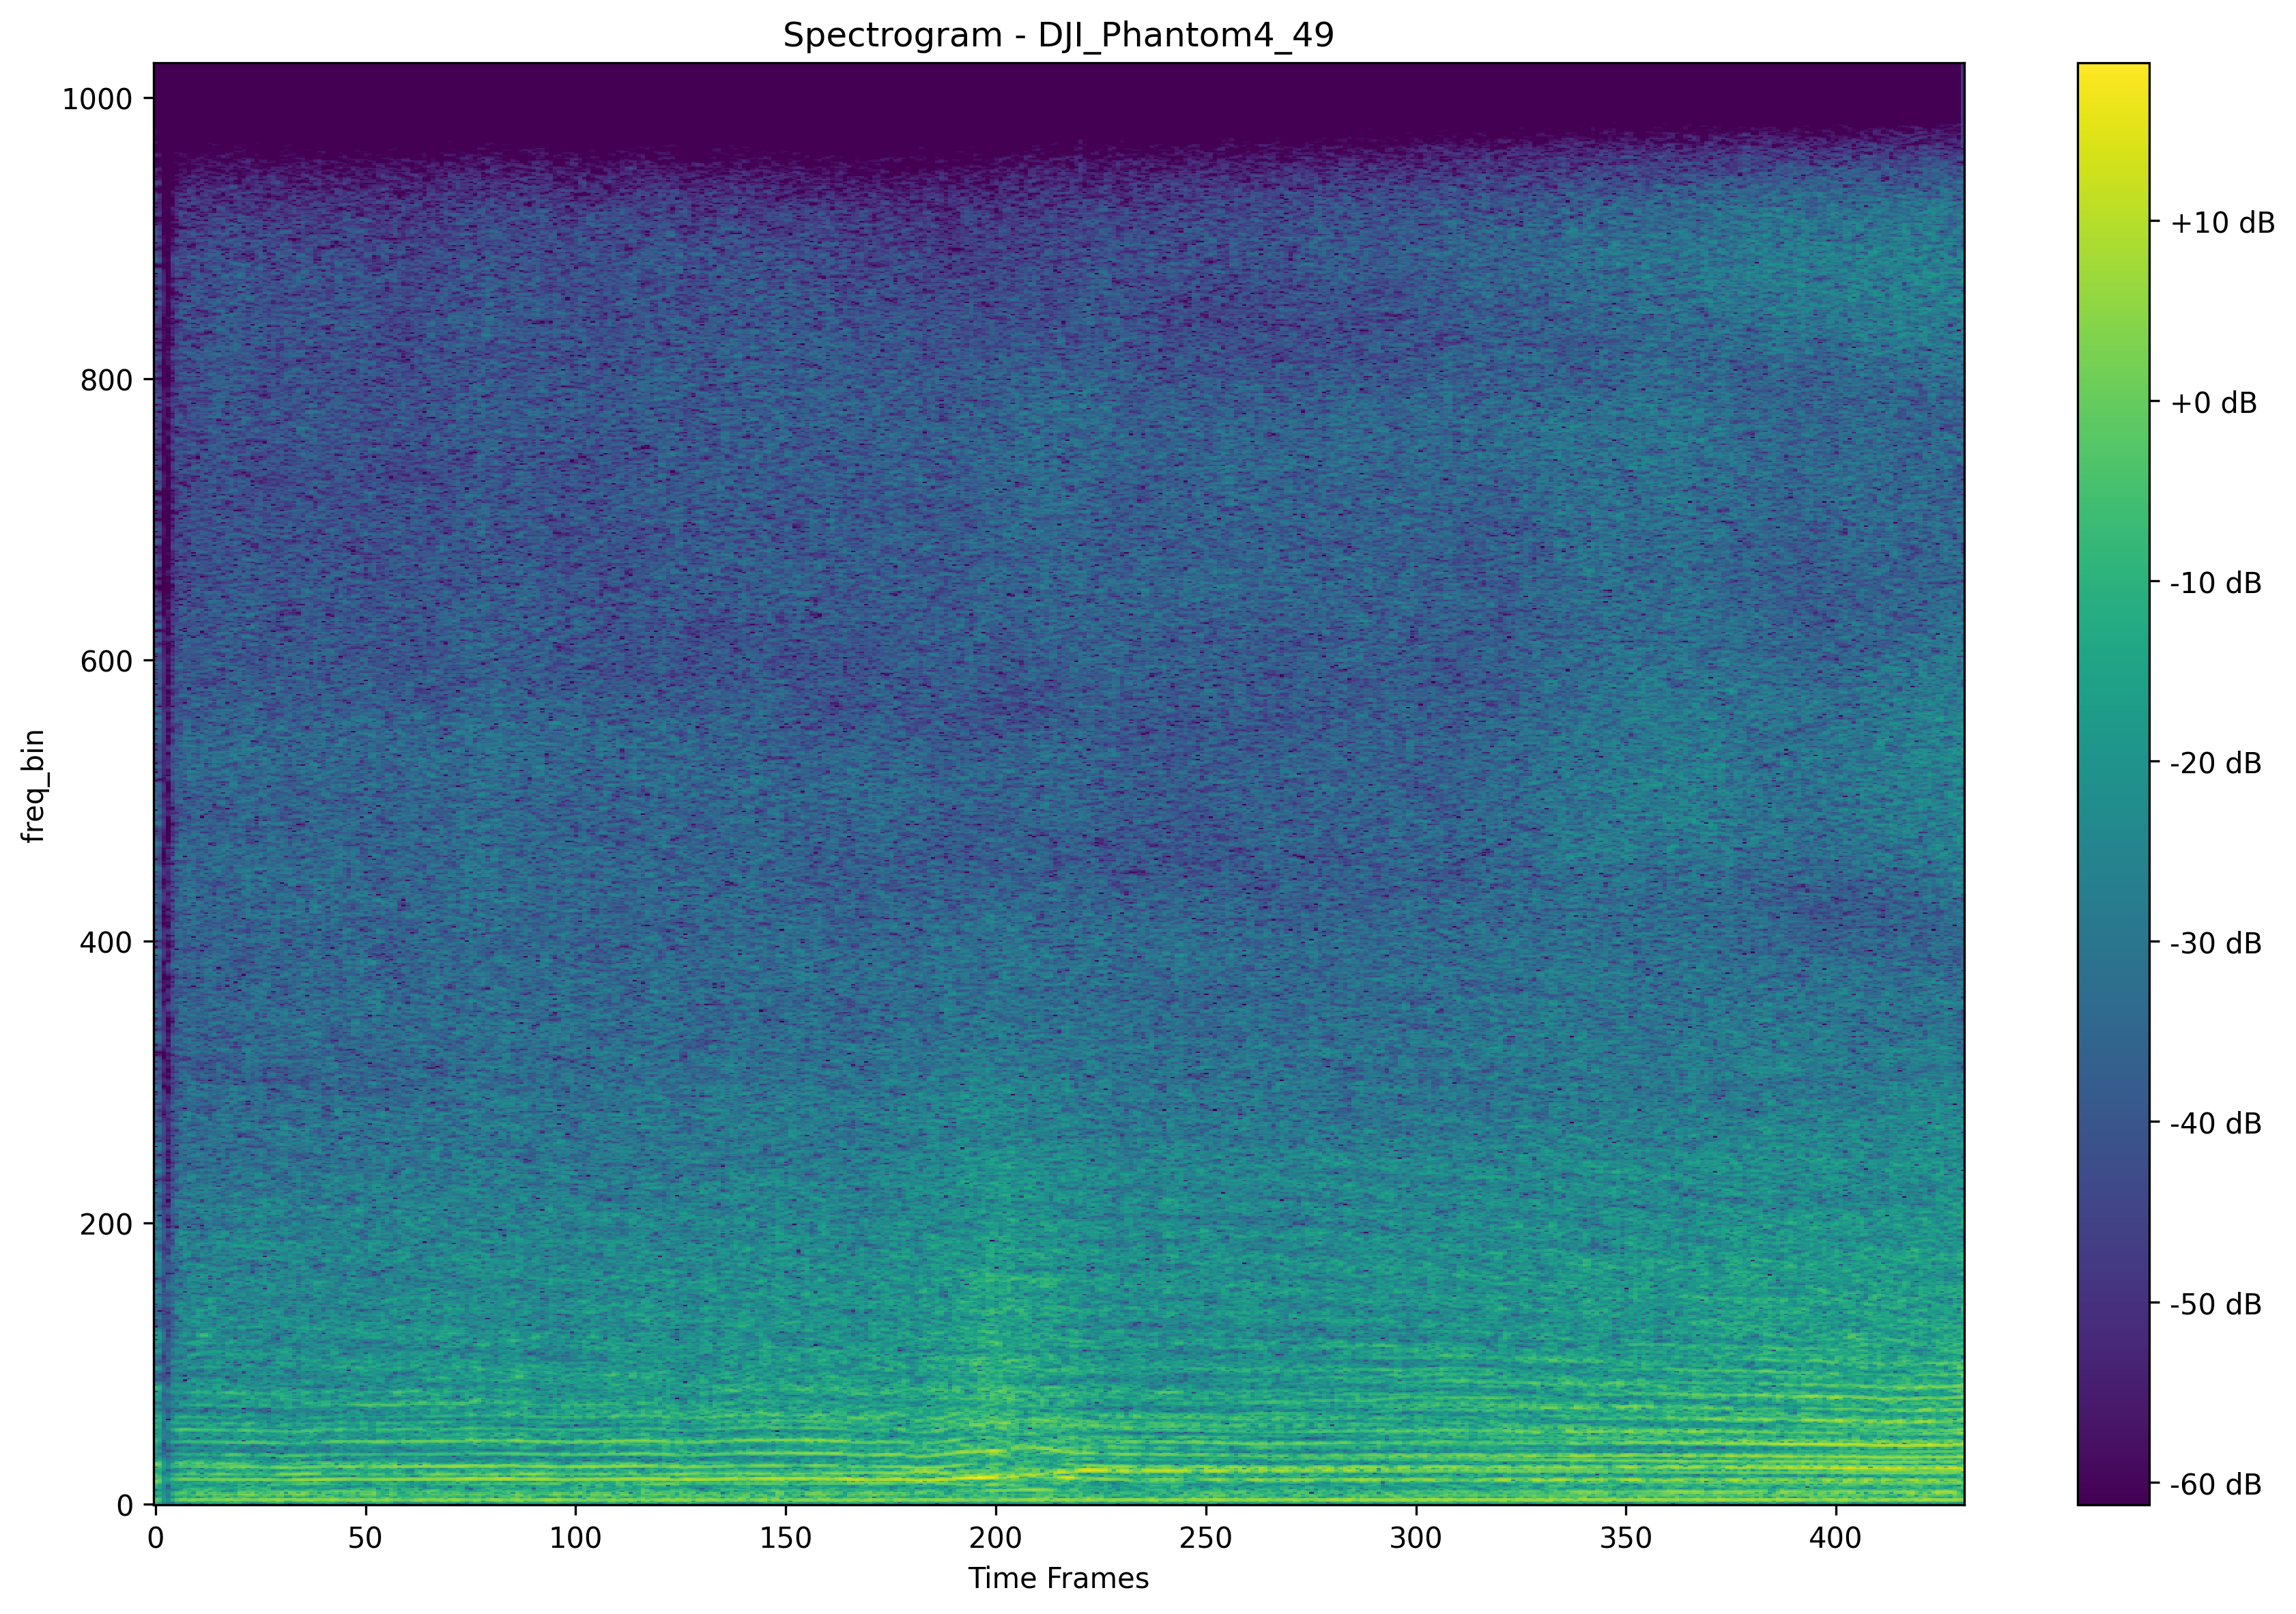 Spectrogram - DJI_Phantom4_49
1000
800
600
400
200
0
freq_bin
0 50 100 150 200 250 300 350 400
Time Frames
+10 dB
+0 dB
-10 dB
-20 dB
-30 dB
-40 dB
-50 dB
-60 dB